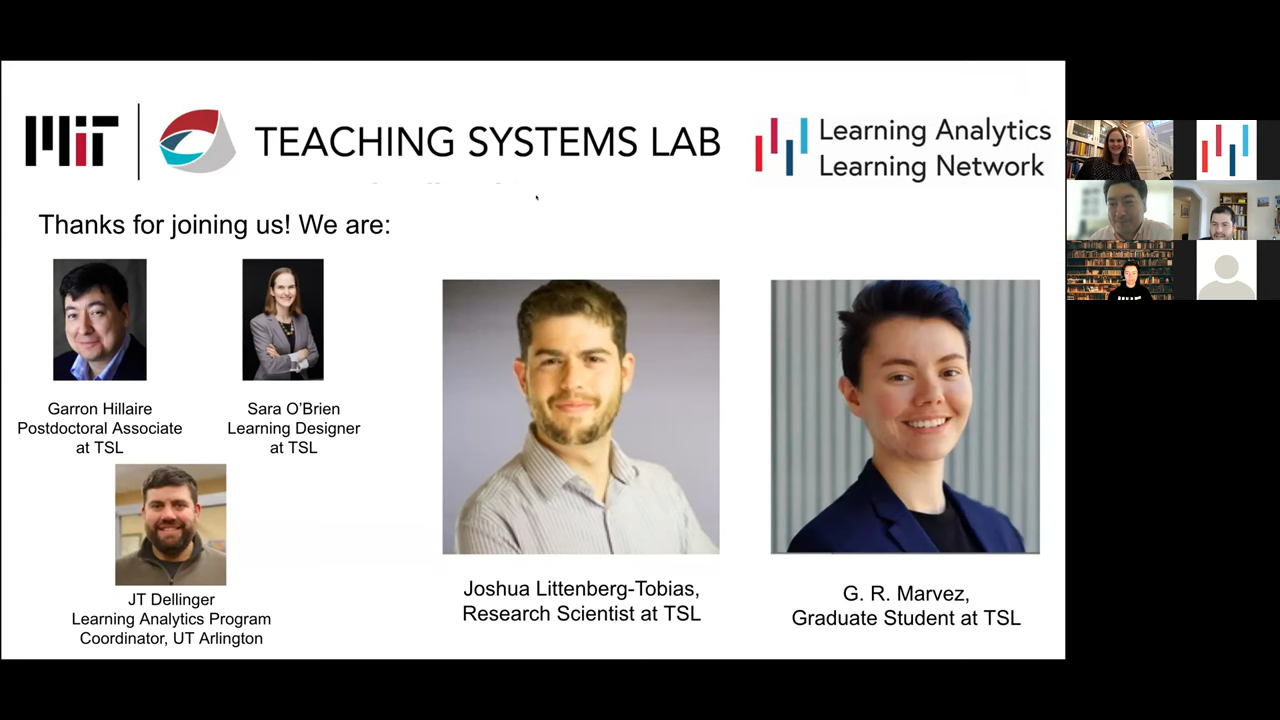 MIT
TEACHING SYSTEMS LAB
Learning Analytics
Learning Network
Thanks for joining us! We are:
Garron Hillaire
Postdoctoral Associate
at TSL
Sara O'Brien
Learning Designer
at TSL
JT Dellinger
Learning Analytics Program
Coordinator, UT Arlington
Joshua Littenberg-Tobias,
Research Scientist at TSL
G. R. Marvez,
Graduate Student at TSL